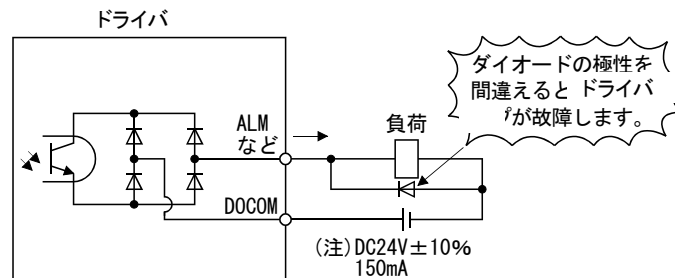 ドライバ
ダイオードの極性を
間違えると ドライバ
が故障します。
ALM
など
負荷
DOCOM
(注)DC24V±10%
150mA